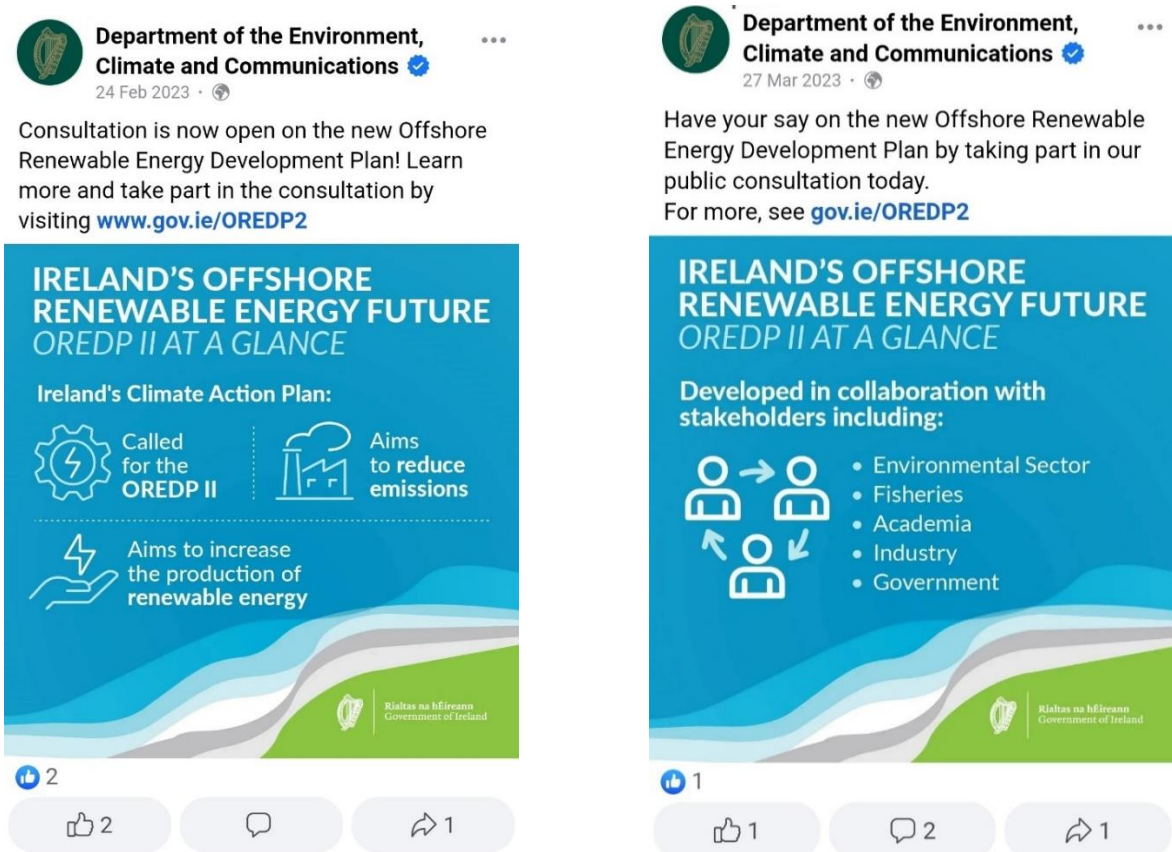 Department of the Environment,
Climate and Communications
24 Feb 2023 ·
Consultation is now open on the new Offshore
Renewable Energy Development Plan! Learn
more and take part in the consultation by
visiting www.gov.ie/OREDP2
IRELAND'S OFFSHORE
RENEWABLE ENERGY FUTURE
OREDP II AT A GLANCE
Ireland's Climate Action Plan:
Called
for the
OREDP II
Aims
to reduce
emissions
Aims to increase
the production of
renewable energy
Rialtas na hÉireann
Government of Ireland
2
2
1
Department of the Environment,
Climate and Communications
27 Mar 2023 ·
Have your say on the new Offshore Renewable
Energy Development Plan by taking part in our
public consultation today.
For more, see gov.ie/OREDP2
IRELAND'S OFFSHORE
RENEWABLE ENERGY FUTURE
OREDP II AT A GLANCE
Developed in collaboration with
stakeholders including:
• Environmental Sector
• Fisheries
• Academia
• Industry
• Government
Rialtas na hÉireann
Government of Ireland
1
1
2
1